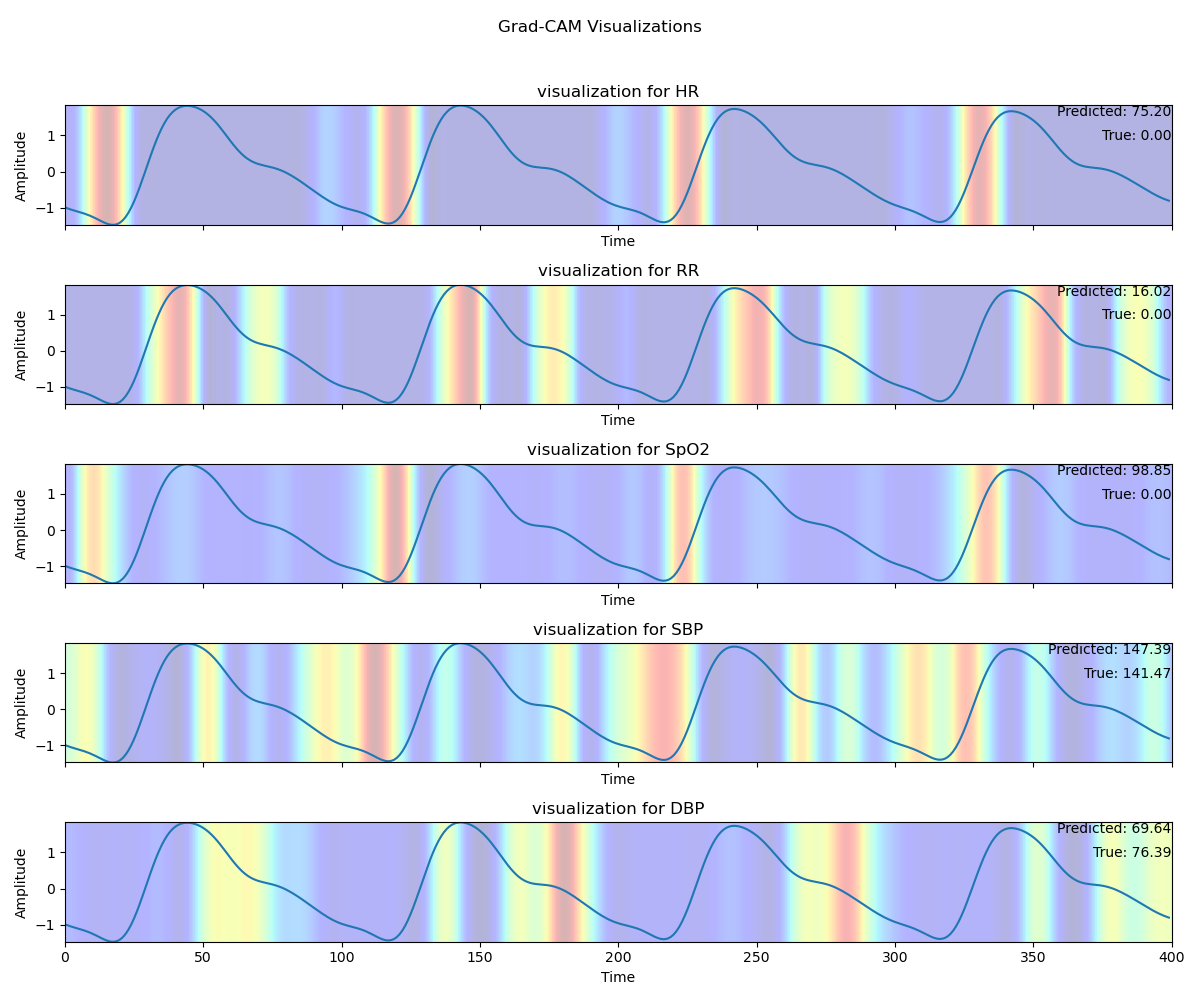 Grad-CAM Visualizations
visualization for HR
Predicted: 75.20
True: 0.00
Amplitude
1
0
−1
Time
visualization for RR
Predicted: 16.02
True: 0.00
Amplitude
1
0
−1
Time
visualization for SpO2
Predicted: 98.85
True: 0.00
Amplitude
1
0
−1
Time
visualization for SBP
Predicted: 147.39
True: 141.47
Amplitude
1
0
−1
Time
visualization for DBP
Predicted: 69.64
True: 76.39
Amplitude
1
0
−1
0 50 100 150 200 250 300 350 400
Time